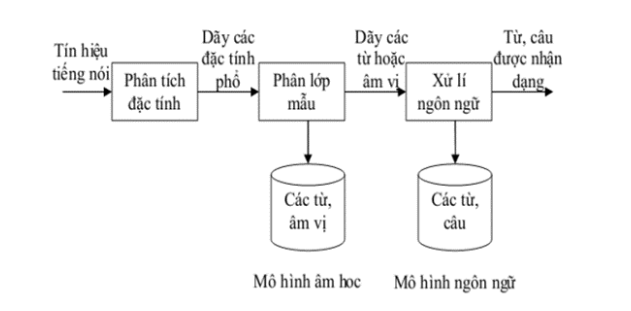 Tín hiệu
tiếng nói
Phân tích
đặc tính
Dãy các
đặc tính
phổ
Phân lớp
mẫu
Dãy các
từ hoặc
âm vị
Xử lí
ngôn ngữ
Từ, câu
được nhận
dạng
Các từ,
âm vị
Các từ,
câu
Mô hình âm hoc
Mô hình ngôn ngữ